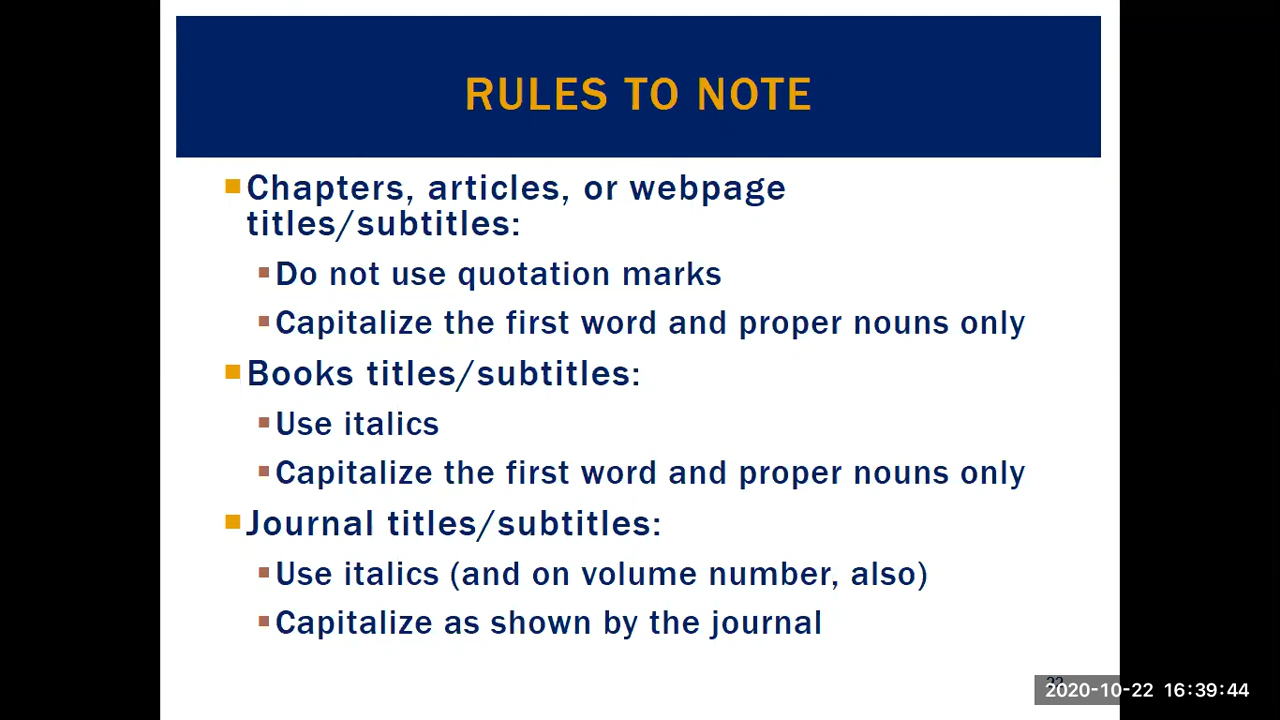 RULES TO NOTE
Chapters, articles, or webpage
titles/subtitles:
Do not use quotation marks
Capitalize the first word and proper nouns only
Books titles/subtitles:
Use italics
Capitalize the first word and proper nouns only
Journal titles/subtitles:
Use italics (and on volume number, also)
Capitalize as shown by the journal
2020-10-22 16:39:44